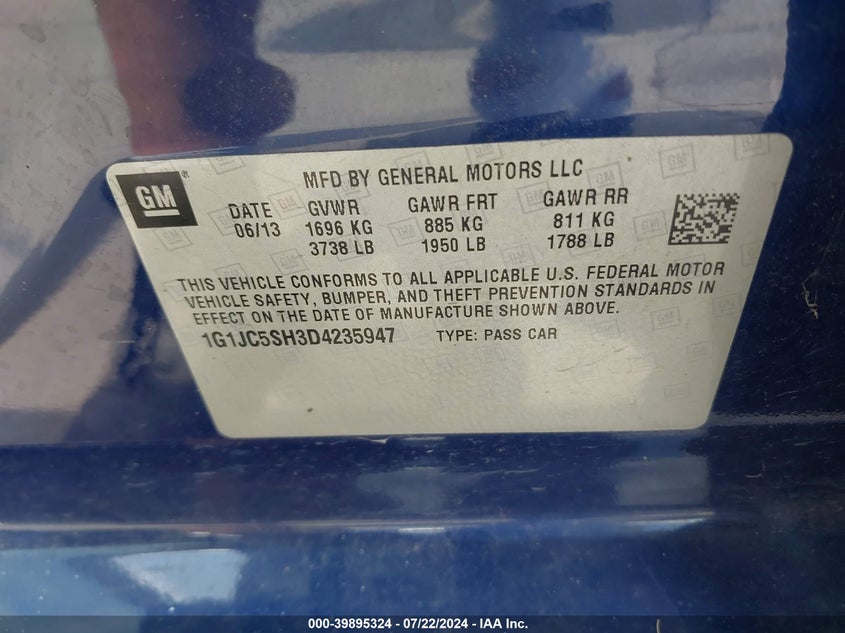 GM
®
MFD BY GENERAL MOTORS LLC
DATE GVWR GAWR FRT GAWR RR
06/13 1696 KG 885 KG 811 KG
3738 LB 1950 LB 1788 LB
THIS VEHICLE CONFORMS TO ALL APPLICABLE U.S. FEDERAL MOTOR
VEHICLE SAFETY, BUMPER, AND THEFT PREVENTION STANDARDS IN
EFFECT ON THE DATE OF MANUFACTURE SHOWN ABOVE.
1G1JC5SH3D4235947 TYPE: PASS CAR
000-39895324 | 07/22/2024 - IAA Inc.